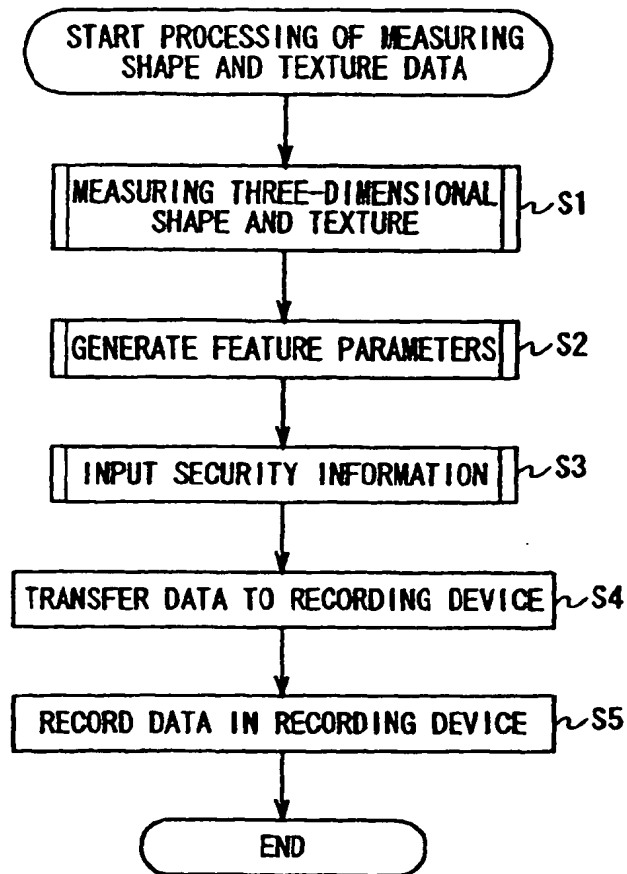 START PROCESSING OF MEASURING
SHAPE AND TEXTURE DATA
MEASURING THREE-DIMENSIONAL
SHAPE AND TEXTURE
S1
GENERATE FEATURE PARAMETERS
S2
INPUT SECURITY INFORMATION
S3
TRANSFER DATA TO RECORDING DEVICE
S4
RECORD DATA IN RECORDING DEVICE
S5
END